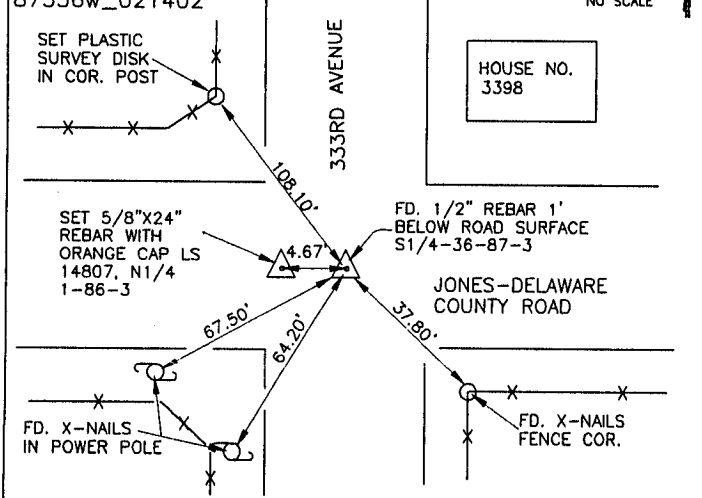 NO SCALE
SET PLASTIC
SURVEY DISK
IN COR. POST
333RD AVENUE
HOUSE NO.
3398
108.10'
SET 5/8"X24"
REBAR WITH
ORANGE CAP LS
14807, N1/4
1-86-3
4.67'
FD. 1/2" REBAR 1'
BELOW ROAD SURFACE
S1/4-36-87-3
JONES-DELAWARE
COUNTY ROAD
67.50'
64.20'
37.80'
FD. X-NAILS
IN POWER POLE
FD. X-NAILS
FENCE COR.